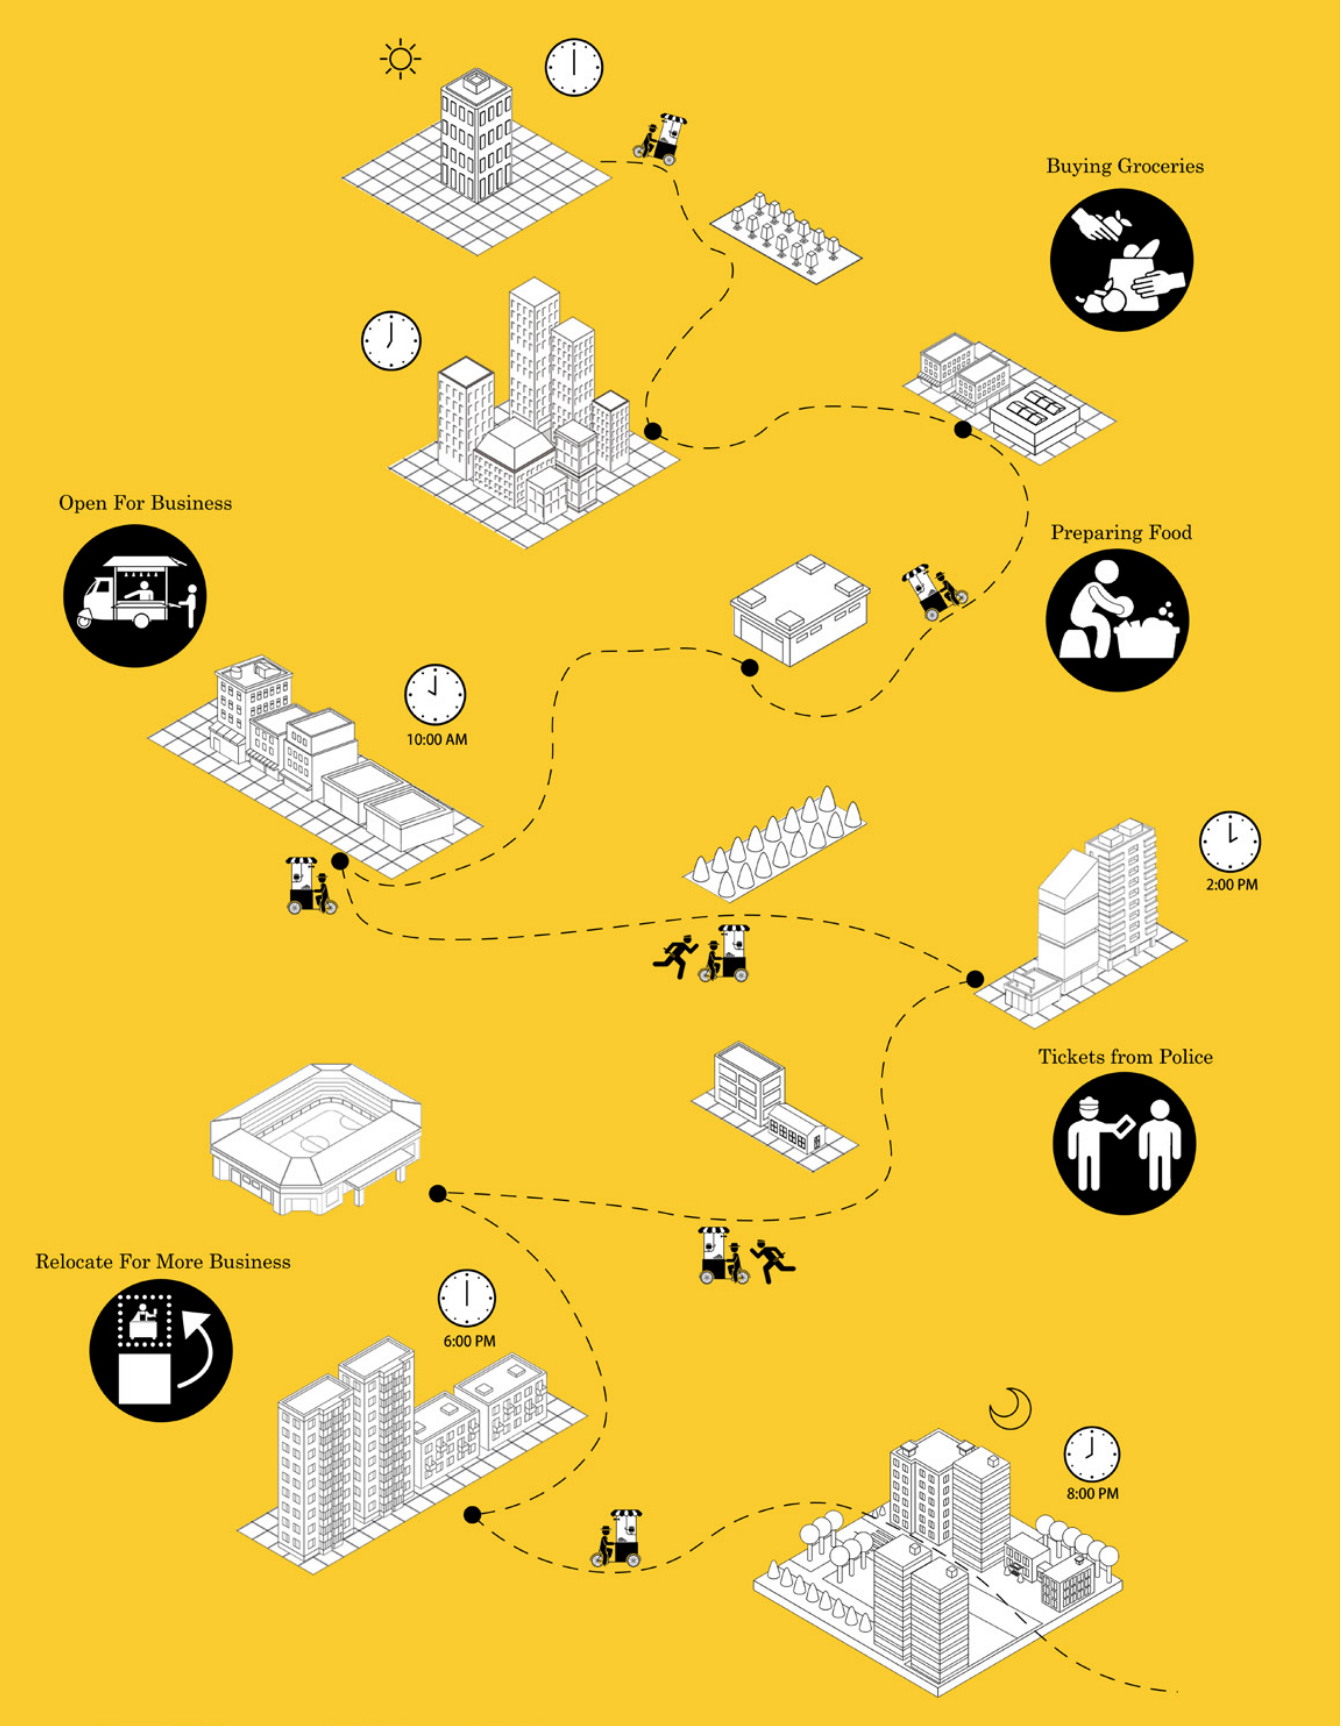 Buying Groceries
Open For Business
Preparing Food
10:00 AM
2:00 PM
Tickets from Police
Relocate For More Business
6:00 PM
8:00 PM